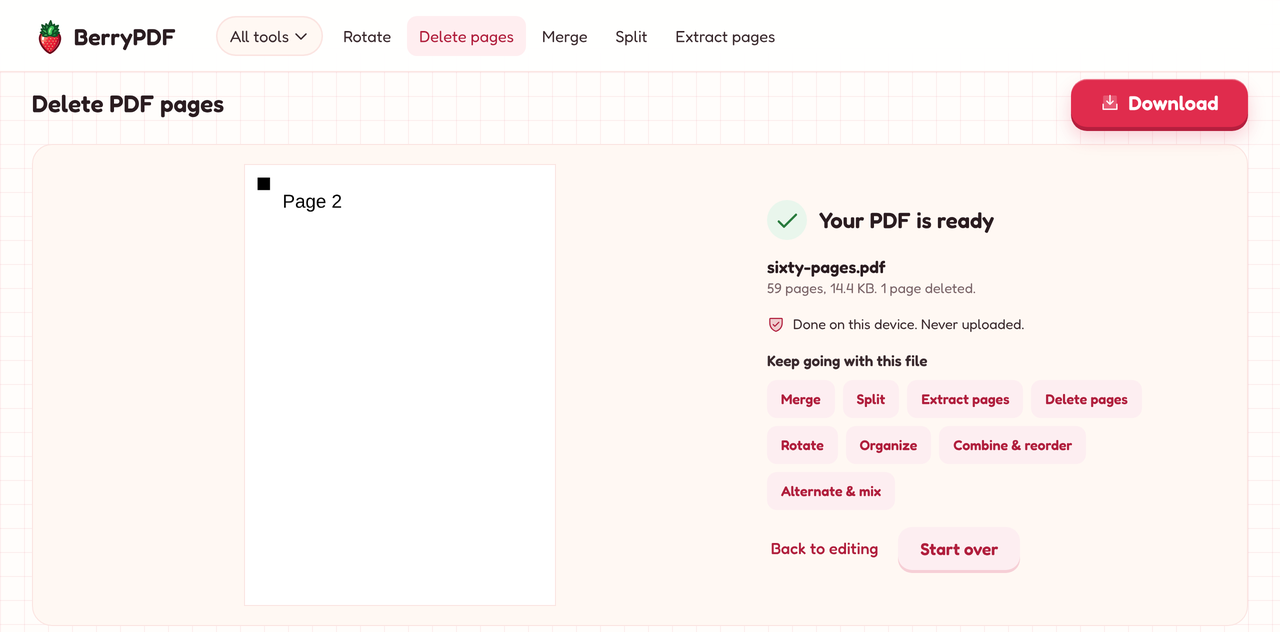 BerryPDF
All tools
Rotate
Delete pages
Merge
Split
Extract pages
Delete PDF pages
Download
Page 2
Your PDF is ready
sixty-pages.pdf
59 pages, 14.4 KB. 1 page deleted.
Done on this device. Never uploaded.
Keep going with this file
Merge
Split
Extract pages
Delete pages
Rotate
Organize
Combine & reorder
Alternate & mix
Back to editing
Start over